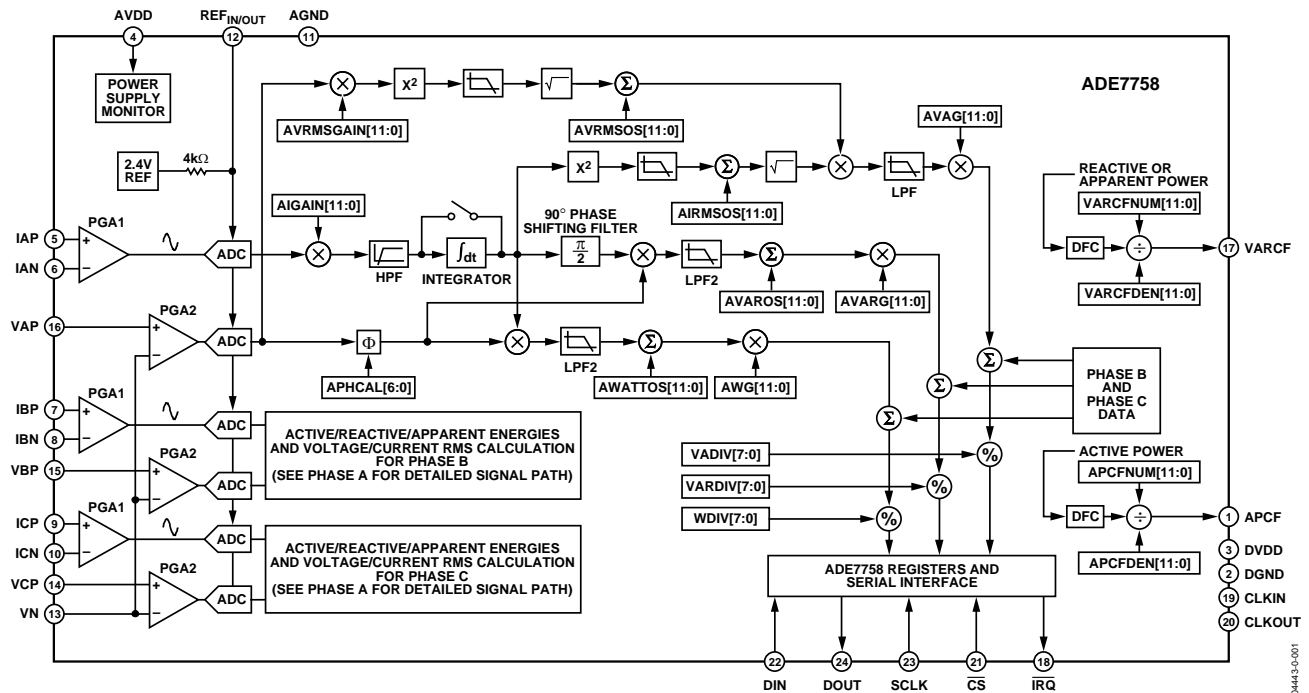 AVDD
4
REFIN/OUT
12
AGND
11
POWER
SUPPLY
MONITOR
X²
√
Σ
ADE7758
AVRMSGAIN[11:0]
AVRMSOS[11:0]
AVAG[11:0]
2.4V
REF
4kΩ
X²
Σ
√
LPF
AIRMSOS[11:0]
REACTIVE OR
APPARENT POWER
VARCFNUM[11:0]
DFC
÷
17
VARCF
VARCFDEN[11:0]
AIGAIN[11:0]
PGA1
IAP
5
+
IAN
6
–
ADC
HPF
∫dt
INTEGRATOR
90° PHASE
SHIFTING FILTER
π
2
LPF2
Σ
AVAROS[11:0]
AVARG[11:0]
PGA2
VAP
16
+
–
ADC
Φ
APHCAL[6:0]
LPF2
Σ
AWATTOS[11:0]
AWG[11:0]
Σ
Σ
Σ
PHASE B
AND
PHASE C
DATA
PGA1
IBP
7
+
IBN
8
–
ADC
PGA2
VBP
15
+
–
ADC
ACTIVE/REACTIVE/APPARENT ENERGIES
AND VOLTAGE/CURRENT RMS CALCULATION
FOR PHASE B
(SEE PHASE A FOR DETAILED SIGNAL PATH)
VADIV[7:0]
%
VARDIV[7:0]
%
WDIV[7:0]
%
ACTIVE POWER
APCFNUM[11:0]
DFC
÷
1
APCF
APCFDEN[11:0]
3
DVDD
2
DGND
19
CLKIN
20
CLKOUT
PGA1
ICP
9
+
ICN
10
–
ADC
PGA2
VCP
14
+
VN
13
–
ADC
ACTIVE/REACTIVE/APPARENT ENERGIES
AND VOLTAGE/CURRENT RMS CALCULATION
FOR PHASE C
(SEE PHASE A FOR DETAILED SIGNAL PATH)
ADE7758 REGISTERS AND
SERIAL INTERFACE
22
24
23
21
18
DIN
DOUT
SCLK
CS
IRQ
04443-0-001